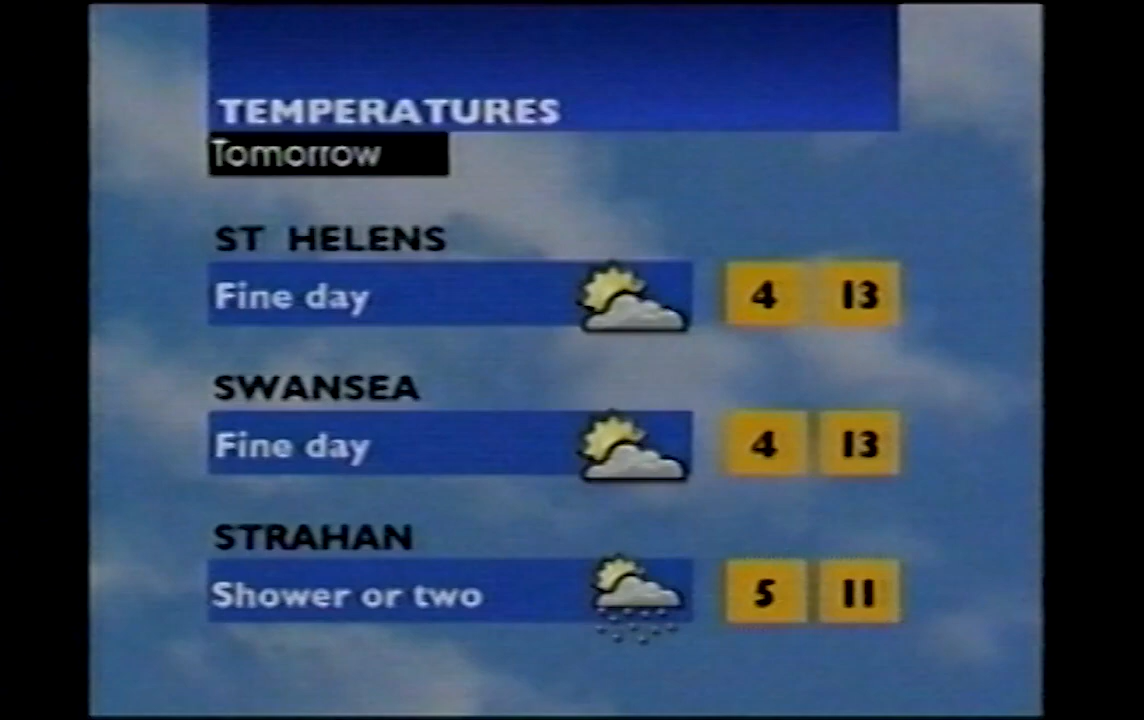 TEMPERATURES
Tomorrow
ST HELENS
Fine day 4 13
SWANSEA
Fine day 4 13
STRAHAN
Shower or two 5 11